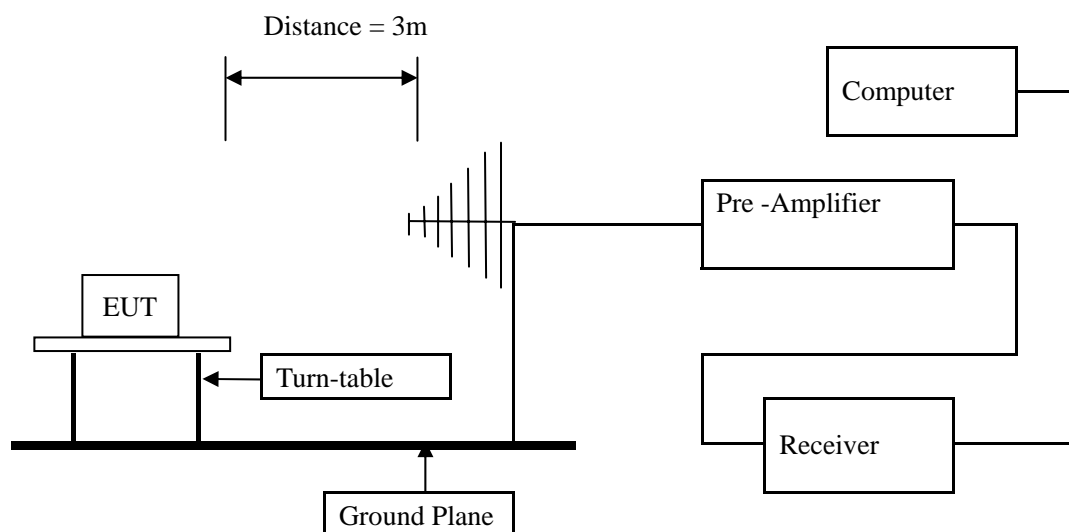 Distance = 3m
Computer
Pre -Amplifier
EUT
Turn-table
Receiver
Ground Plane